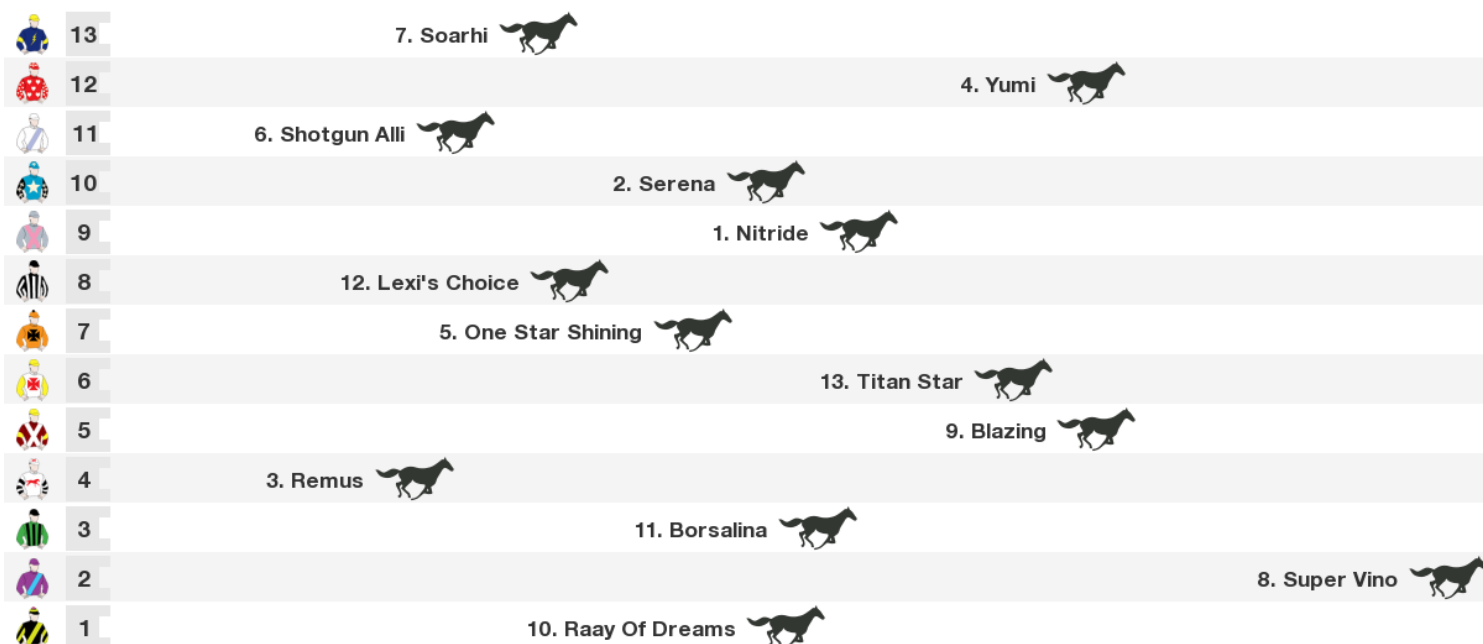 13 7. Soarhi
12 4. Yumi
11 6. Shotgun Alli
10 2. Serena
9 1. Nitride
8 12. Lexi's Choice
7 5. One Star Shining
6 13. Titan Star
5 9. Blazing
4 3. Remus
3 11. Borsalina
2 8. Super Vino
1 10. Raay Of Dreams